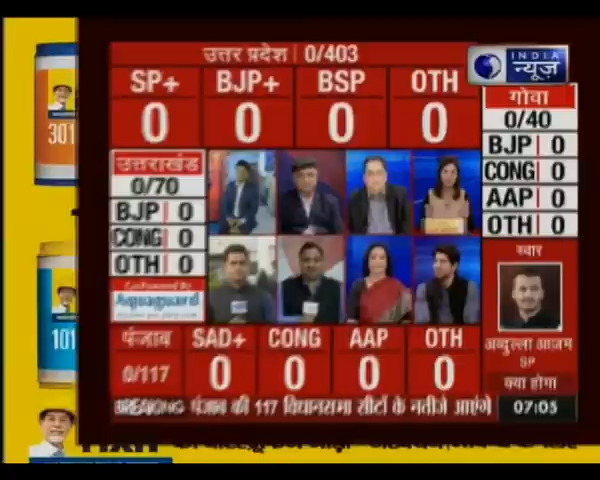 उत्तर प्रदेश 0/403
INDIA
न्यूज़
SP+ BJP+ BSP OTH
0 0 0 0
गोवा
0/40
BJP 0
CONG 0
AAP 0
OTH 0
उत्तराखंड
0/70
BJP 0
CONG 0
OTH 0
Aquaguard
301
101
स्वार
अब्दुल्ला आजम
SP
क्या होगा
पंजाब SAD+ CONG AAP OTH
0/117 0 0 0 0
पंजाब की 117 विधानसभा सीटों के नतीजे आएंगे
07:05